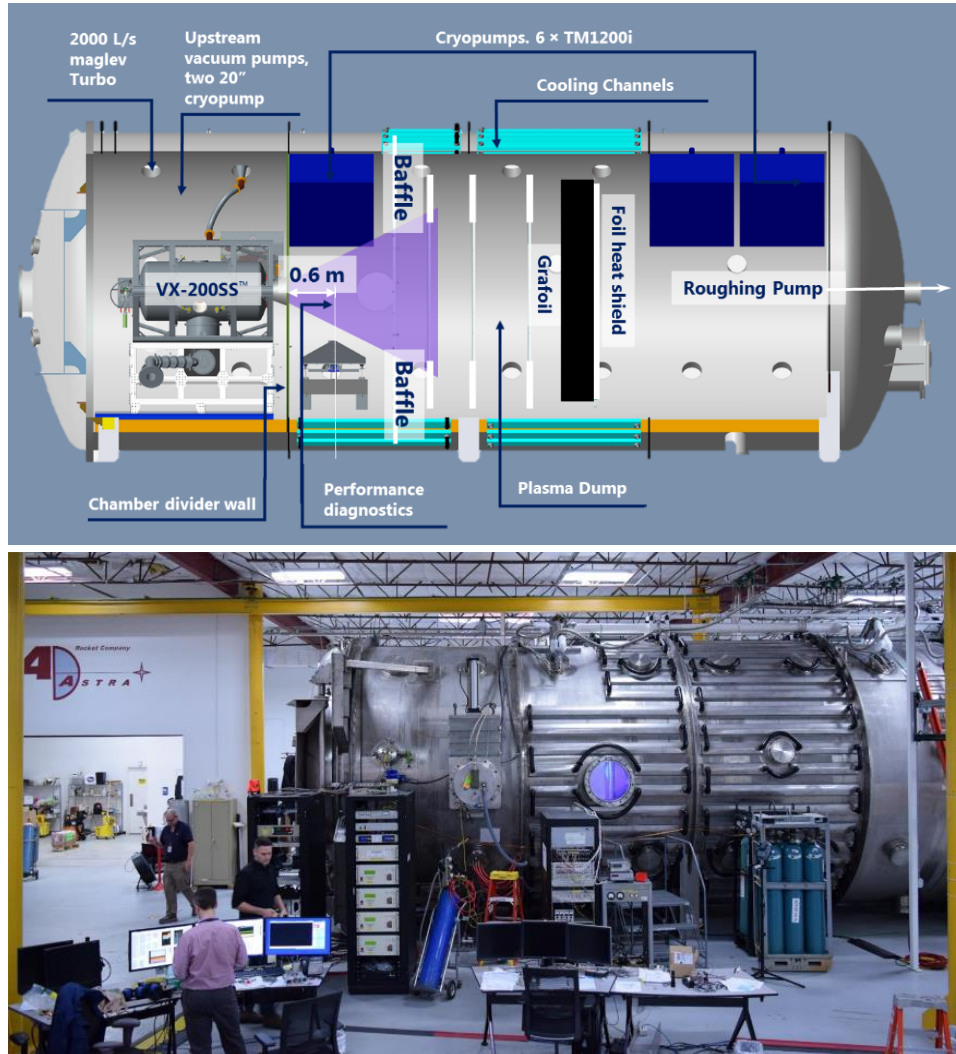 2000 L/s
maglev
Turbo
Upstream
vacuum pumps,
two 20"
cryopump
Cryopumps. 6 × TM1200i
Cooling Channels
Baffle
VX-200SS™
0.6 m
Grafoil
Foil heat shield
Roughing Pump
Baffle
Chamber divider wall
Performance
diagnostics
Plasma Dump
Rocket Company
AD
ASTRA